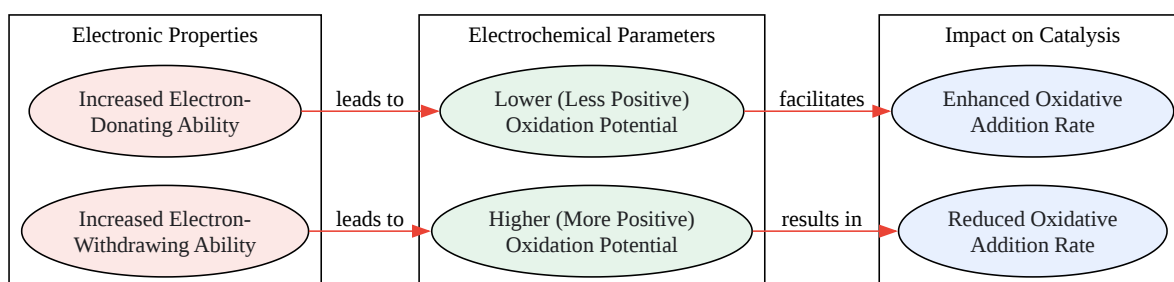 Electronic Properties
Increased Electron-
Donating Ability
Increased Electron-
Withdrawing Ability
leads to
leads to
Electrochemical Parameters
Lower (Less Positive)
Oxidation Potential
Higher (More Positive)
Oxidation Potential
facilitates
results in
Impact on Catalysis
Enhanced Oxidative
Addition Rate
Reduced Oxidative
Addition Rate